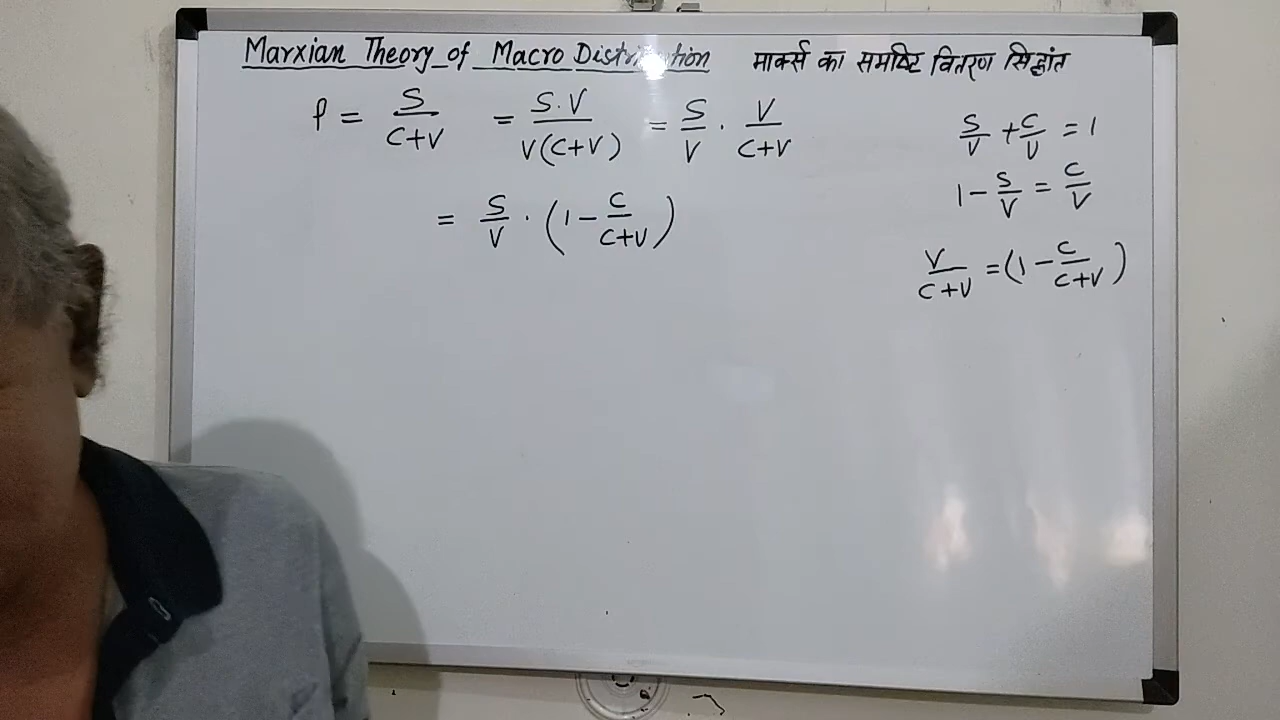 Marxian Theory of Macro Distribution मार्क्स का समष्टि वितरण सिद्धांत
P = S/(C+V) = S.V/V(C+V) = S/V . V/(C+V)
= S/V . (1 - C/(C+V))
S/V + C/V = 1
1 - S/V = C/V
V/(C+V) = (1 - C/(C+V))